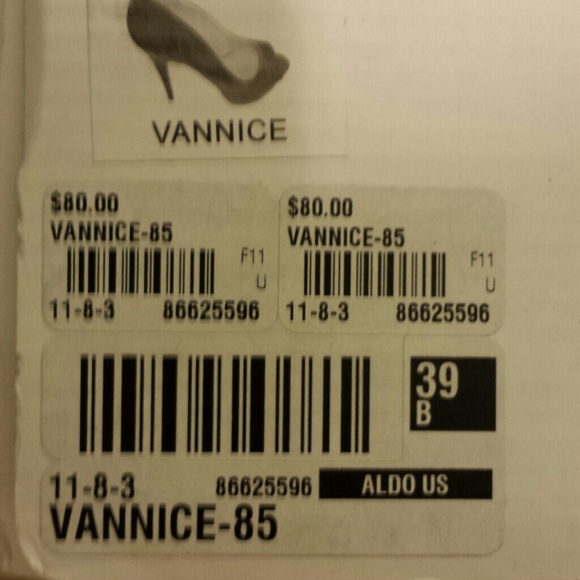 VANNICE
$80.00
VANNICE-85
F11
U
11-8-3 86625596
$80.00
VANNICE-85
F11
U
11-8-3 86625596
39
B
11-8-3 86625596 ALDO US
VANNICE-85